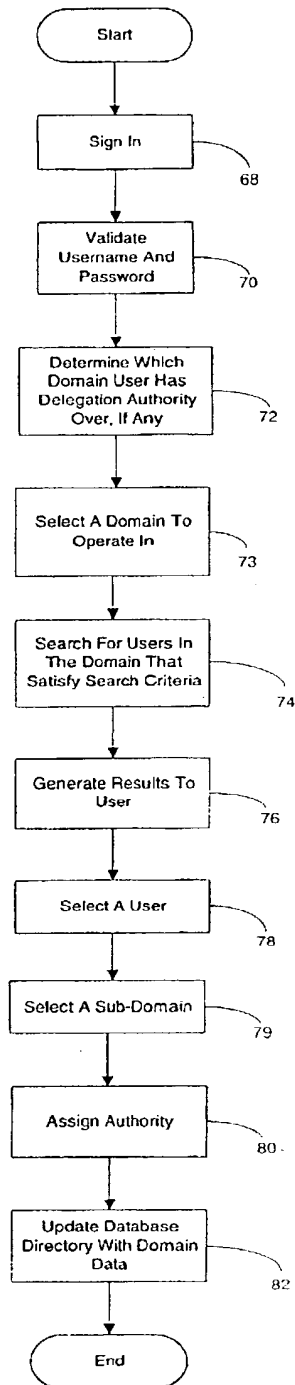 Start
Sign In
68
Validate
Username And
Password
70
Determine Which
Domain User Has
Delegation Authority
Over, If Any
72
Select A Domain To
Operate In
73
Search For Users In
The Domain That
Satisfy Search Criteria
74
Generate Results To
User
76
Select A User
78
Select A Sub-Domain
79
Assign Authority
80
Update Database
Directory With Domain
Data
82
End